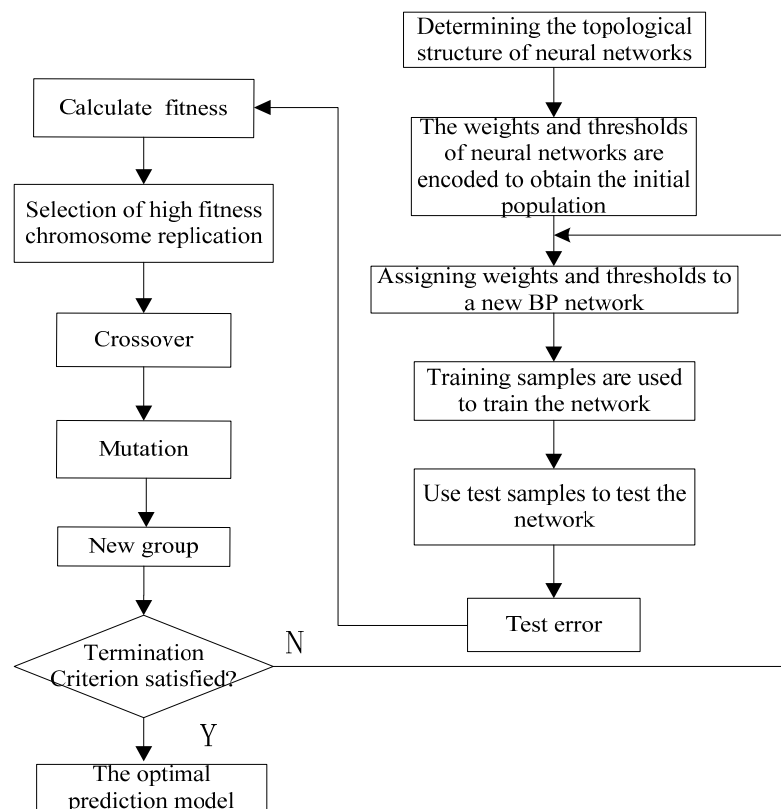 Determining the topological
structure of neural networks
The weights and thresholds
of neural networks are
encoded to obtain the initial
population
Assigning weights and thresholds to
a new BP network
Training samples are used
to train the network
Use test samples to test the
network
Test error
Calculate fitness
Selection of high fitness
chromosome replication
Crossover
Mutation
New group
Termination
Criterion satisfied?
N
Y
The optimal
prediction model